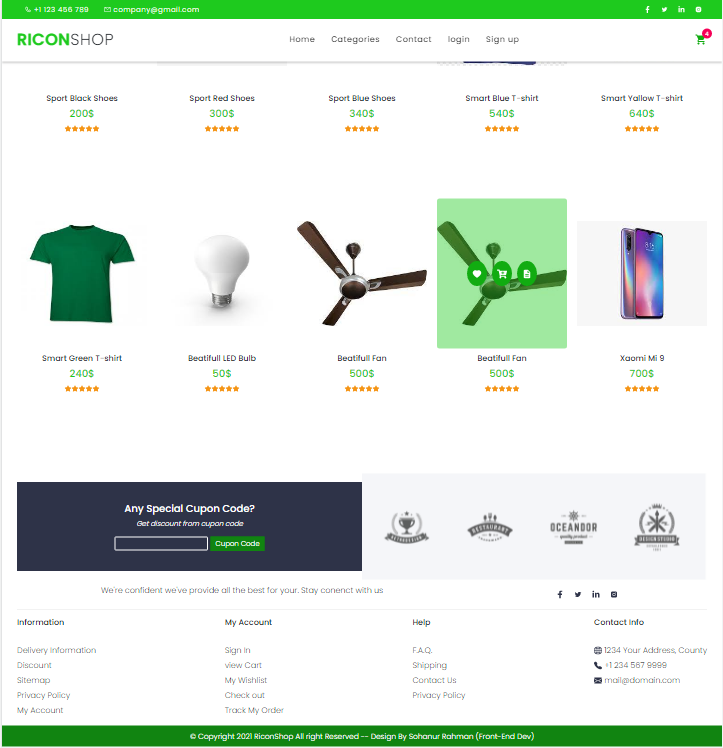 +1 123 456 789 company@gmail.com
RICONSHOP
Home Categories Contact login Sign up
4
Sport Black Shoes Sport Red Shoes Sport Blue Shoes Smart Blue T-shirt Smart Yallow T-shirt
200$ 300$ 340$ 540$ 640$
Smart Green T-shirt Beatifull LED Bulb Beatifull Fan Beatifull Fan Xaomi Mi 9
240$ 50$ 500$ 500$ 700$
Any Special Cupon Code?
Get discount from cupon code
Cupon Code
RESTAURANT
OCEANDOR
quality product
DESIGN STUDIO
We're confident we've provide all the best for your. Stay conenct with us
Information My Account Help Contact Info
Delivery Information Sign In F.A.Q. 1234 Your Address, County
Discount view Cart Shipping +1 234 567 9999
Sitemap My Wishlist Contact Us mail@domain.com
Privacy Policy Check out Privacy Policy
My Account Track My Order
© Copyright 2021 RiconShop All right Reserved -- Design By Sohanur Rahman (Front-End Dev)